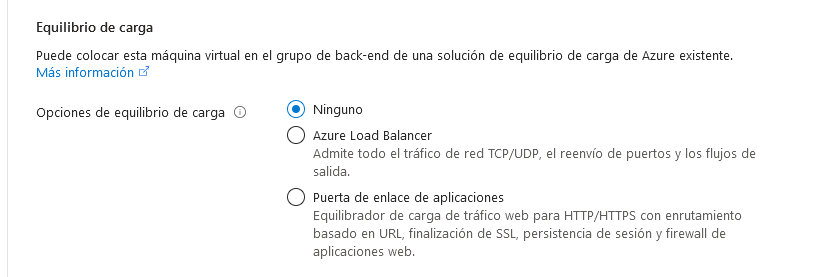 Equilibrio de carga
Puede colocar esta máquina virtual en el grupo de back-end de una solución de equilibrio de carga de Azure existente.
Más información
Opciones de equilibrio de carga
Ninguno
Azure Load Balancer
Admite todo el tráfico de red TCP/UDP, el reenvío de puertos y los flujos de
salida.
Puerta de enlace de aplicaciones
Equilibrador de carga de tráfico web para HTTP/HTTPS con enrutamiento
basado en URL, finalización de SSL, persistencia de sesión y firewall de
aplicaciones web.